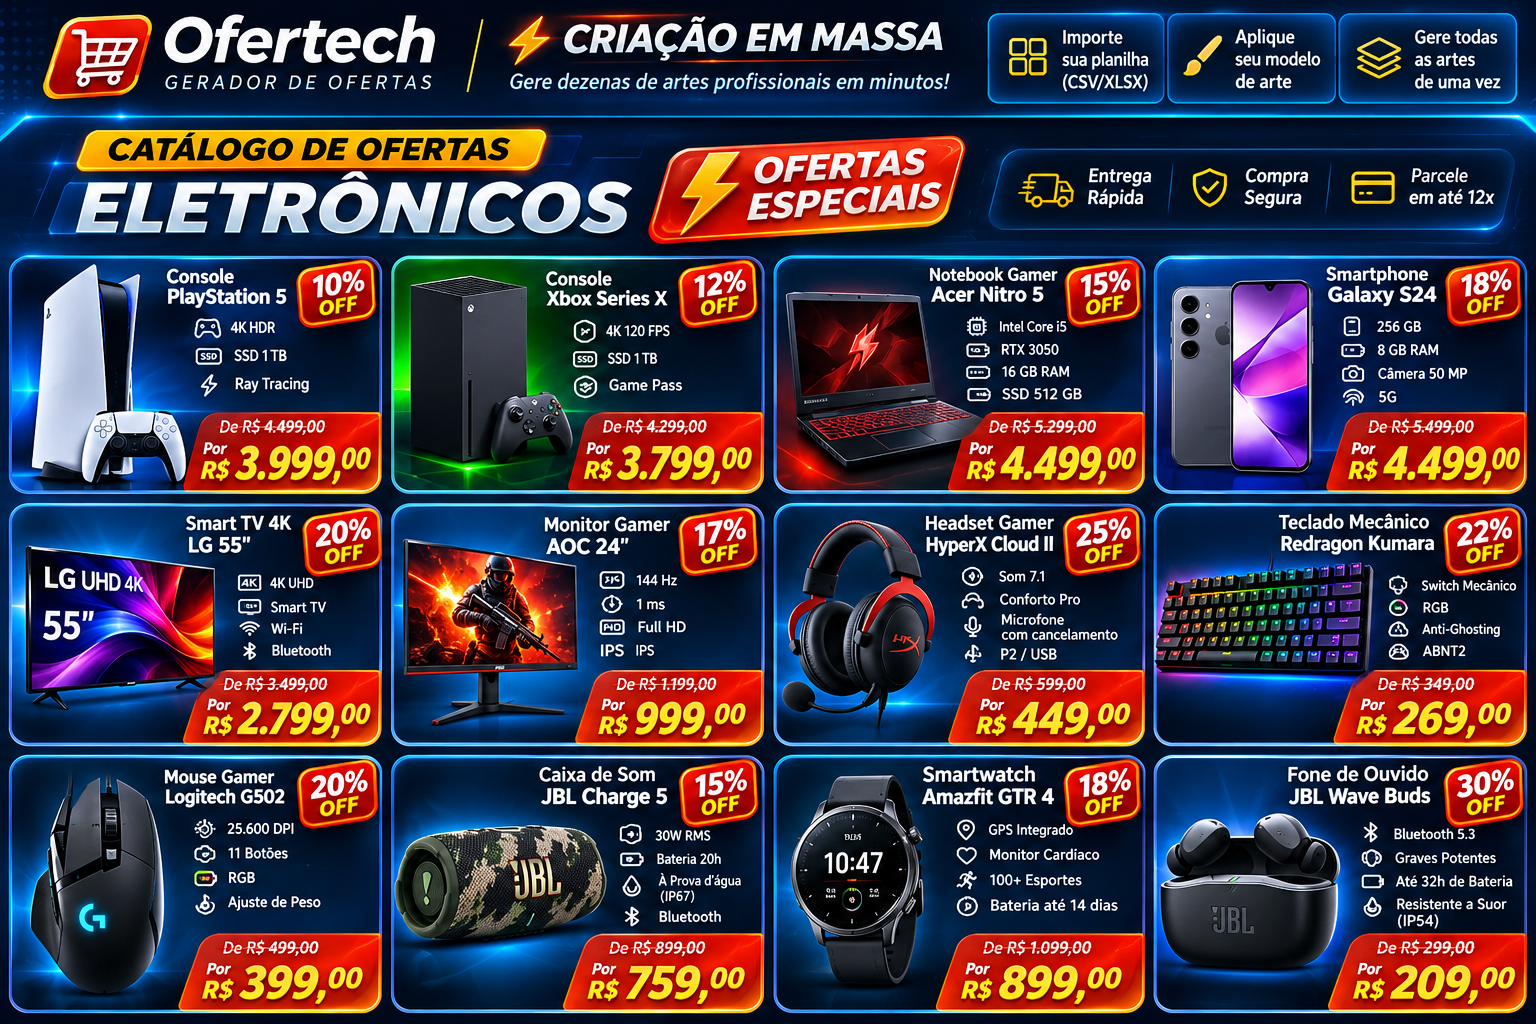 Ofertech
GERADOR DE OFERTAS
CRIAÇÃO EM MASSA
Gere dezenas de artes profissionais em minutos!
Importe
sua planilha
(CSV/XLSX)
Aplique
seu modelo
de arte
Gere todas
as artes
de uma vez
CATÁLOGO DE OFERTAS
ELETRÔNICOS
OFERTAS
ESPECIAIS
Entrega
Rápida
Compra
Segura
Parcele
em até 12x
Console
PlayStation 5
10%
OFF
4K HDR
SSD
SSD 1 TB
Ray Tracing
De R$ 4.499,00
Por
R$ 3.999,00
Console
Xbox Series X
12%
OFF
4K 120 FPS
SSD
SSD 1 TB
Game Pass
De R$ 4.299,00
Por
R$ 3.799,00
Notebook Gamer
Acer Nitro 5
15%
OFF
Intel Core i5
RTX 3050
16 GB RAM
SSD 512 GB
De R$ 5.299,00
Por
R$ 4.499,00
Smartphone
Galaxy S24
18%
OFF
256 GB
8 GB RAM
Câmera 50 MP
5G
De R$ 5.499,00
Por
R$ 4.499,00
Smart TV 4K
LG 55"
20%
OFF
LG UHD 4K
55"
4K
4K UHD
Smart TV
Wi-Fi
Bluetooth
De R$ 3.499,00
Por
R$ 2.799,00
Monitor Gamer
AOC 24"
17%
OFF
144 Hz
1 ms
Full HD
IPS IPS
De R$ 1.199,00
Por
R$ 999,00
Headset Gamer
HyperX Cloud II
25%
OFF
Som 7.1
Conforto Pro
Microfone
com cancelamento
P2 / USB
De R$ 599,00
Por
R$ 449,00
Teclado Mecânico
Redragon Kumara
22%
OFF
Switch Mecânico
RGB
Anti-Ghosting
ABNT2
De R$ 349,00
Por
R$ 269,00
Mouse Gamer
Logitech G502
20%
OFF
25.600 DPI
11 Botões
RGB
Ajuste de Peso
De R$ 499,00
Por
R$ 399,00
Caixa de Som
JBL Charge 5
15%
OFF
JBL
30W RMS
Bateria 20h
À Prova d'água
(IP67)
Bluetooth
De R$ 899,00
Por
R$ 759,00
Smartwatch
Amazfit GTR 4
18%
OFF
10:47
GPS Integrado
Monitor Cardíaco
100+ Esportes
Bateria até 14 dias
De R$ 1.099,00
Por
R$ 899,00
Fone de Ouvido
JBL Wave Buds
30%
OFF
JBL
Bluetooth 5.3
Graves Potentes
Até 32h de Bateria
Resistente a Suor
(IP54)
De R$ 299,00
Por
R$ 209,00